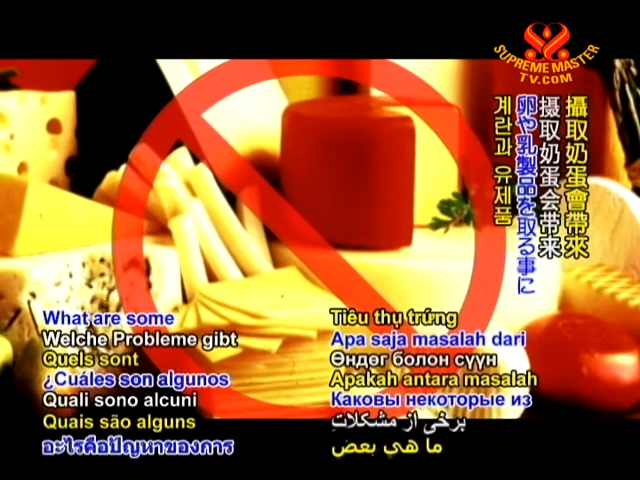 SUPREME MASTER
TV.COM
攝取奶蛋會帶來
摄取奶蛋会带来
卵や乳製品を取る事に
계란과 유제품
What are some
Welche Probleme gibt
Quels sont
¿Cuáles son algunos
Quali sono alcuni
Quais são alguns
อะไรคือปัญหาของการ
Tiêu thụ trứng
Apa saja masalah dari
Өндөг болон сүүн
Apakah antara masalah
Каковы некоторые из
برخی از مشکلات
ما هي بعض